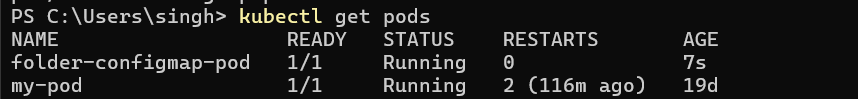 PS C:\Users\singh> kubectl get pods
NAME                   READY   STATUS    RESTARTS       AGE
folder-configmap-pod   1/1     Running   0              7s
my-pod                 1/1     Running   2 (116m ago)   19d